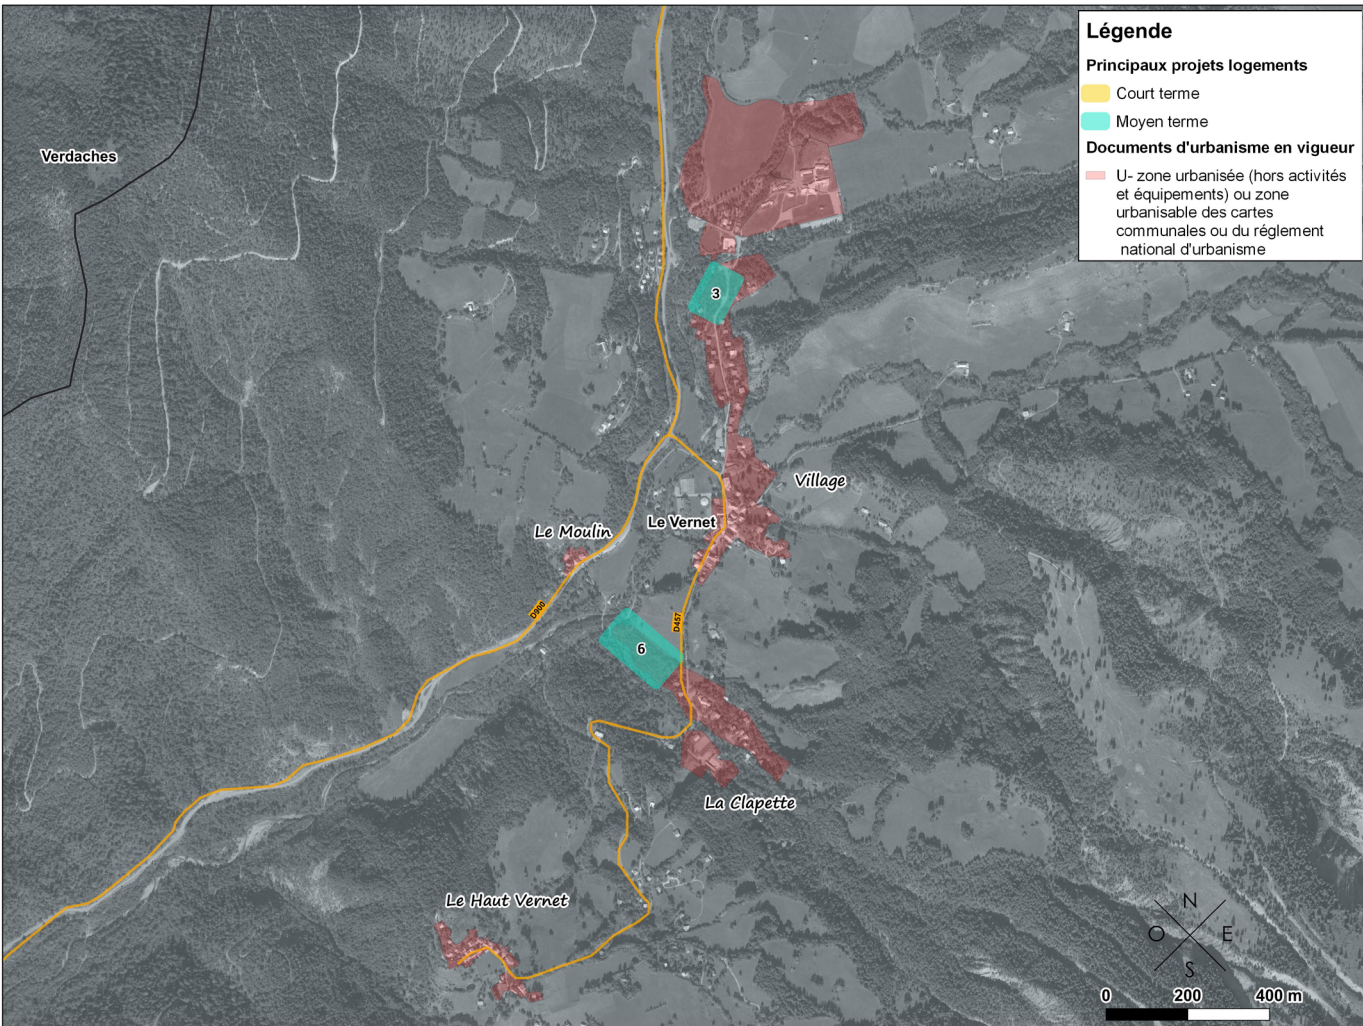 Légende
Principaux projets logements
Court terme
Moyen terme
Documents d'urbanisme en vigueur
U- zone urbanisée (hors activités
et équipements) ou zone
urbanisable des cartes
communales ou du réglement
national d'urbanisme
Verdaches
3
Village
Le Vernet
Le Moulin
D900
D457
6
La Clapette
Le Haut Vernet
N
O E
S
0 200 400 m